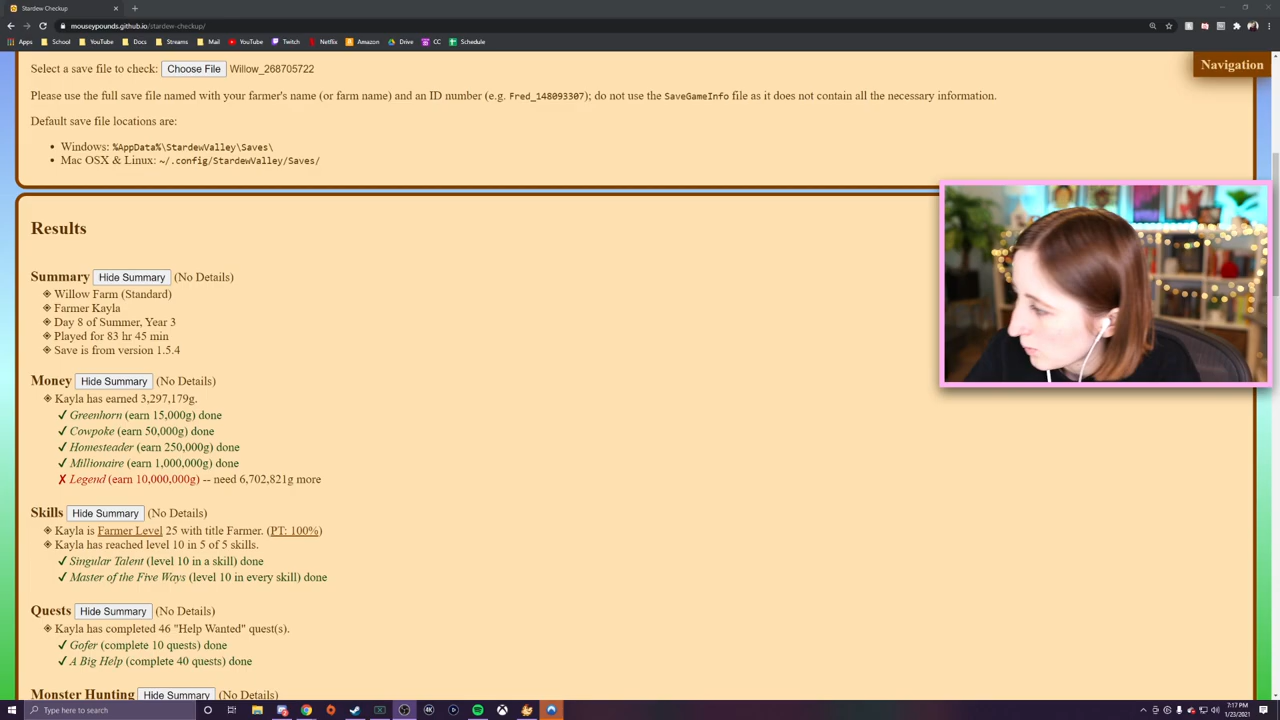 Stardew Checkup
mouseypounds.github.io/stardew-checkup/
Apps School YouTube Docs Streams Mail YouTube Twitch Netflix Amazon Drive CC Schedule
Navigation
Select a save file to check: Choose File Willow_268705722
Please use the full save file named with your farmer's name (or farm name) and an ID number (e.g. Fred_148093307); do not use the SaveGameInfo file as it does not contain all the necessary information.
Default save file locations are:
Windows: %AppData%\StardewValley\Saves\
Mac OSX & Linux: ~/.config/StardewValley/Saves/
Results
Summary Hide Summary (No Details)
Willow Farm (Standard)
Farmer Kayla
Day 8 of Summer, Year 3
Played for 83 hr 45 min
Save is from version 1.5.4
Money Hide Summary (No Details)
Kayla has earned 3,297,179g.
✓ Greenhorn (earn 15,000g) done
✓ Cowpoke (earn 50,000g) done
✓ Homesteader (earn 250,000g) done
✓ Millionaire (earn 1,000,000g) done
✗ Legend (earn 10,000,000g) -- need 6,702,821g more
Skills Hide Summary (No Details)
Kayla is Farmer Level 25 with title Farmer. (PT: 100%)
Kayla has reached level 10 in 5 of 5 skills.
✓ Singular Talent (level 10 in a skill) done
✓ Master of the Five Ways (level 10 in every skill) done
Quests Hide Summary (No Details)
Kayla has completed 46 "Help Wanted" quest(s).
✓ Gofer (complete 10 quests) done
✓ A Big Help (complete 40 quests) done
Monster Hunting Hide Summary (No Details)
Type here to search
7:17 PM
1/23/2021